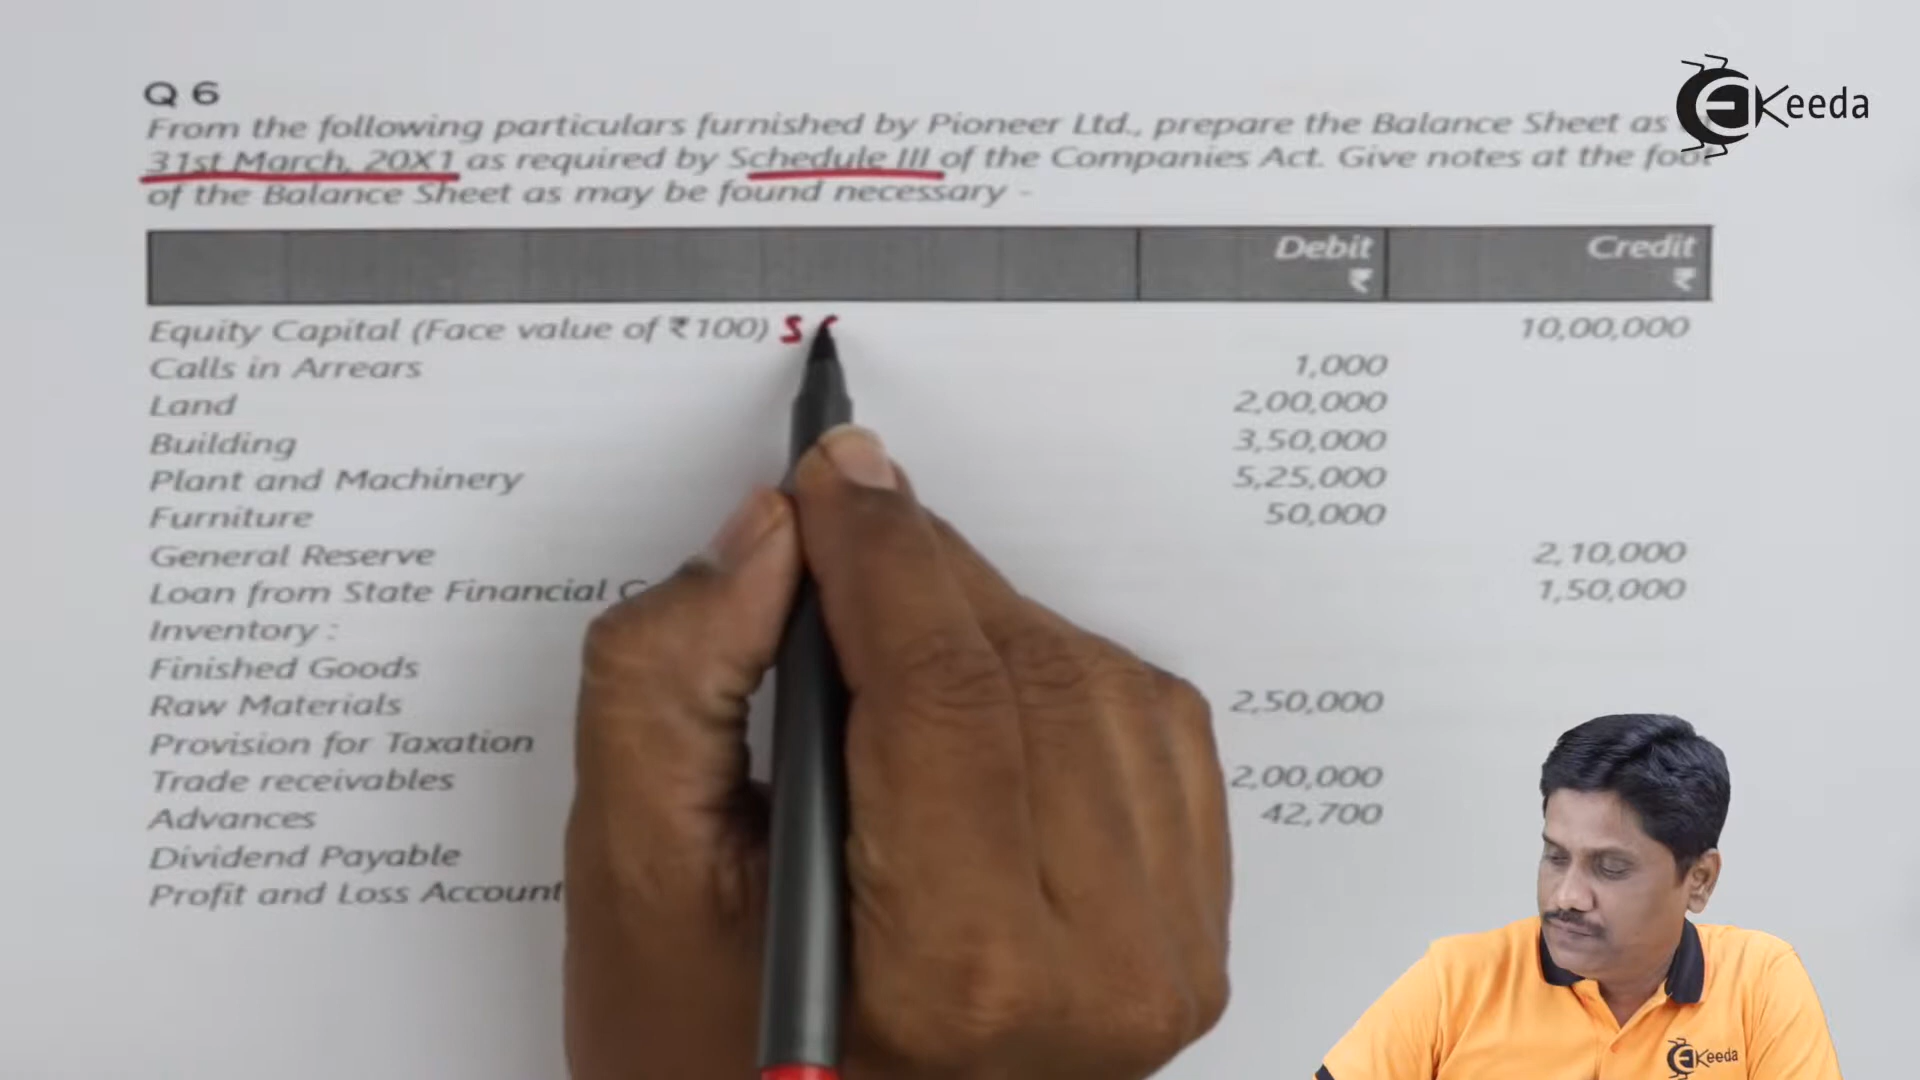 Q 6
Keeda
From the following particulars furnished by Pioneer Ltd., prepare the Balance Sheet as
31st March, 20X1 as required by Schedule III of the Companies Act. Give notes at the foot
of the Balance Sheet as may be found necessary -
Debit ₹ Credit ₹
Equity Capital (Face value of ₹100) S 10,00,000
Calls in Arrears 1,000
Land 2,00,000
Building 3,50,000
Plant and Machinery 5,25,000
Furniture 50,000
General Reserve 2,10,000
Loan from State Financial 1,50,000
Inventory :
Finished Goods
Raw Materials 2,50,000
Provision for Taxation
Trade receivables 2,00,000
Advances 42,700
Dividend Payable
Profit and Loss Account
Keeda